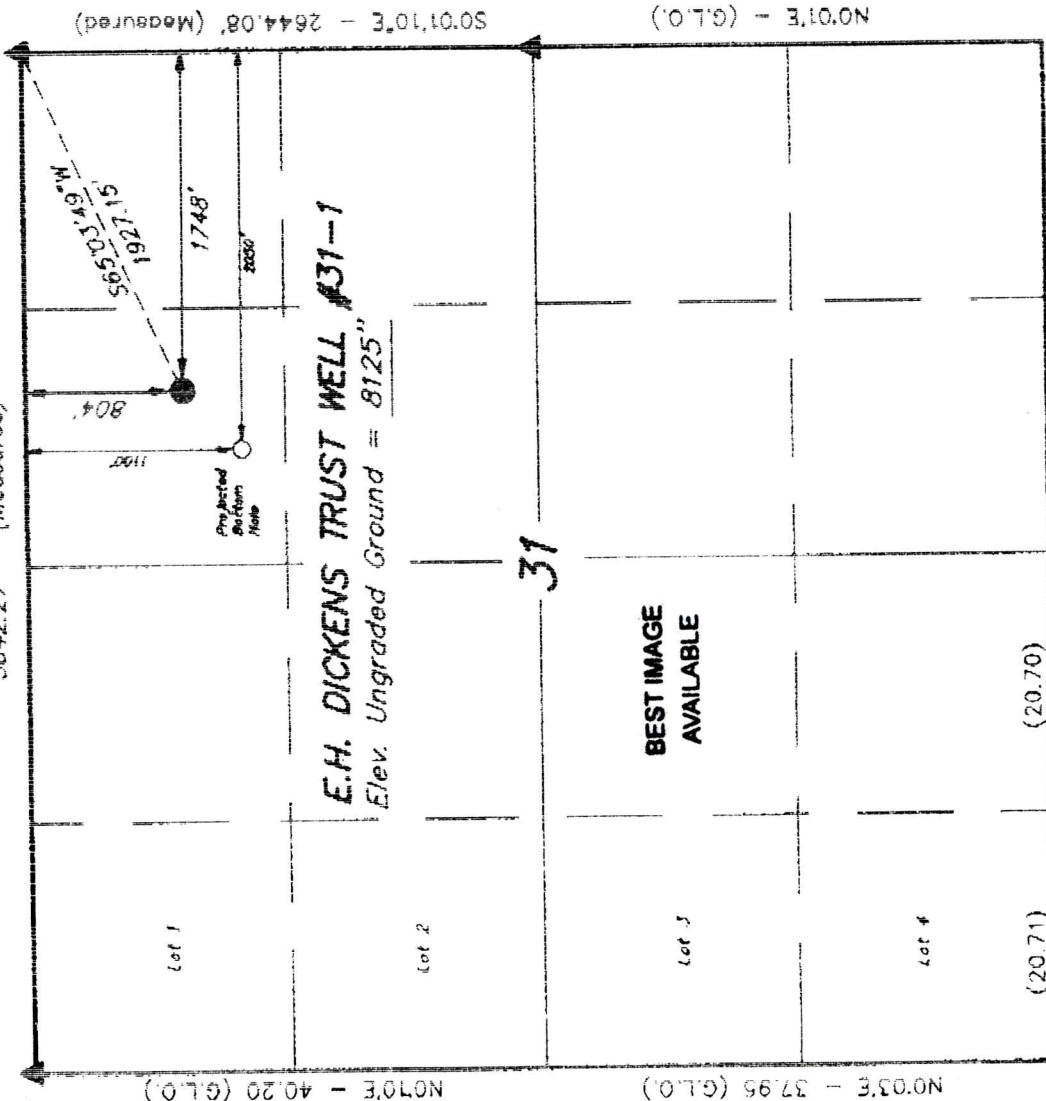 S0°01'10"E - 2644.08' (Measured)
N0°01'E - (G.L.O.)
S65°03'49"W
1927.15'
1748'
2050'
804'
1100'
Projected
Bottom
Hole
E.H. DICKENS TRUST WELL #31-1
Elev. Ungraded Ground = 8125"
31
BEST IMAGE
AVAILABLE
Lot 1
Lot 2
Lot 3
Lot 4
(20.70)
(20.71)
N0°10'E - 40.20 (G.L.O.)
N0°03'E - 37.95 (G.L.O.)